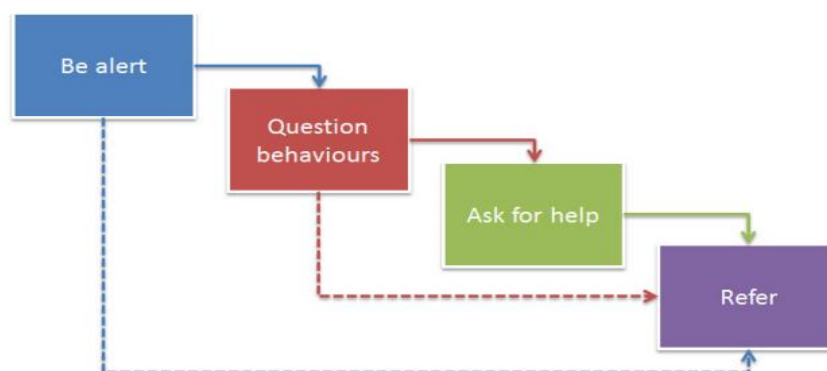 Be alert
Question
behaviours
Ask for help
Refer